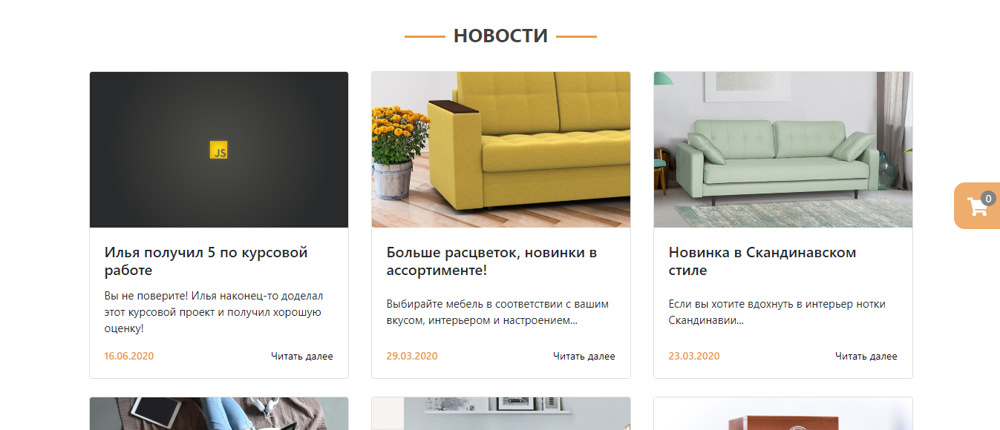 НОВОСТИ
JS
0
Илья получил 5 по курсовой
работе
Вы не поверите! Илья наконец-то доделал
этот курсовой проект и получил хорошую
оценку!
16.06.2020 Читать далее
Больше расцветок, новинки в
ассортименте!
Выбирайте мебель в соответствии с вашим
вкусом, интерьером и настроением...
29.03.2020 Читать далее
Новинка в Скандинавском
стиле
Если вы хотите вдохнуть в интерьер нотки
Скандинавии...
23.03.2020 Читать далее